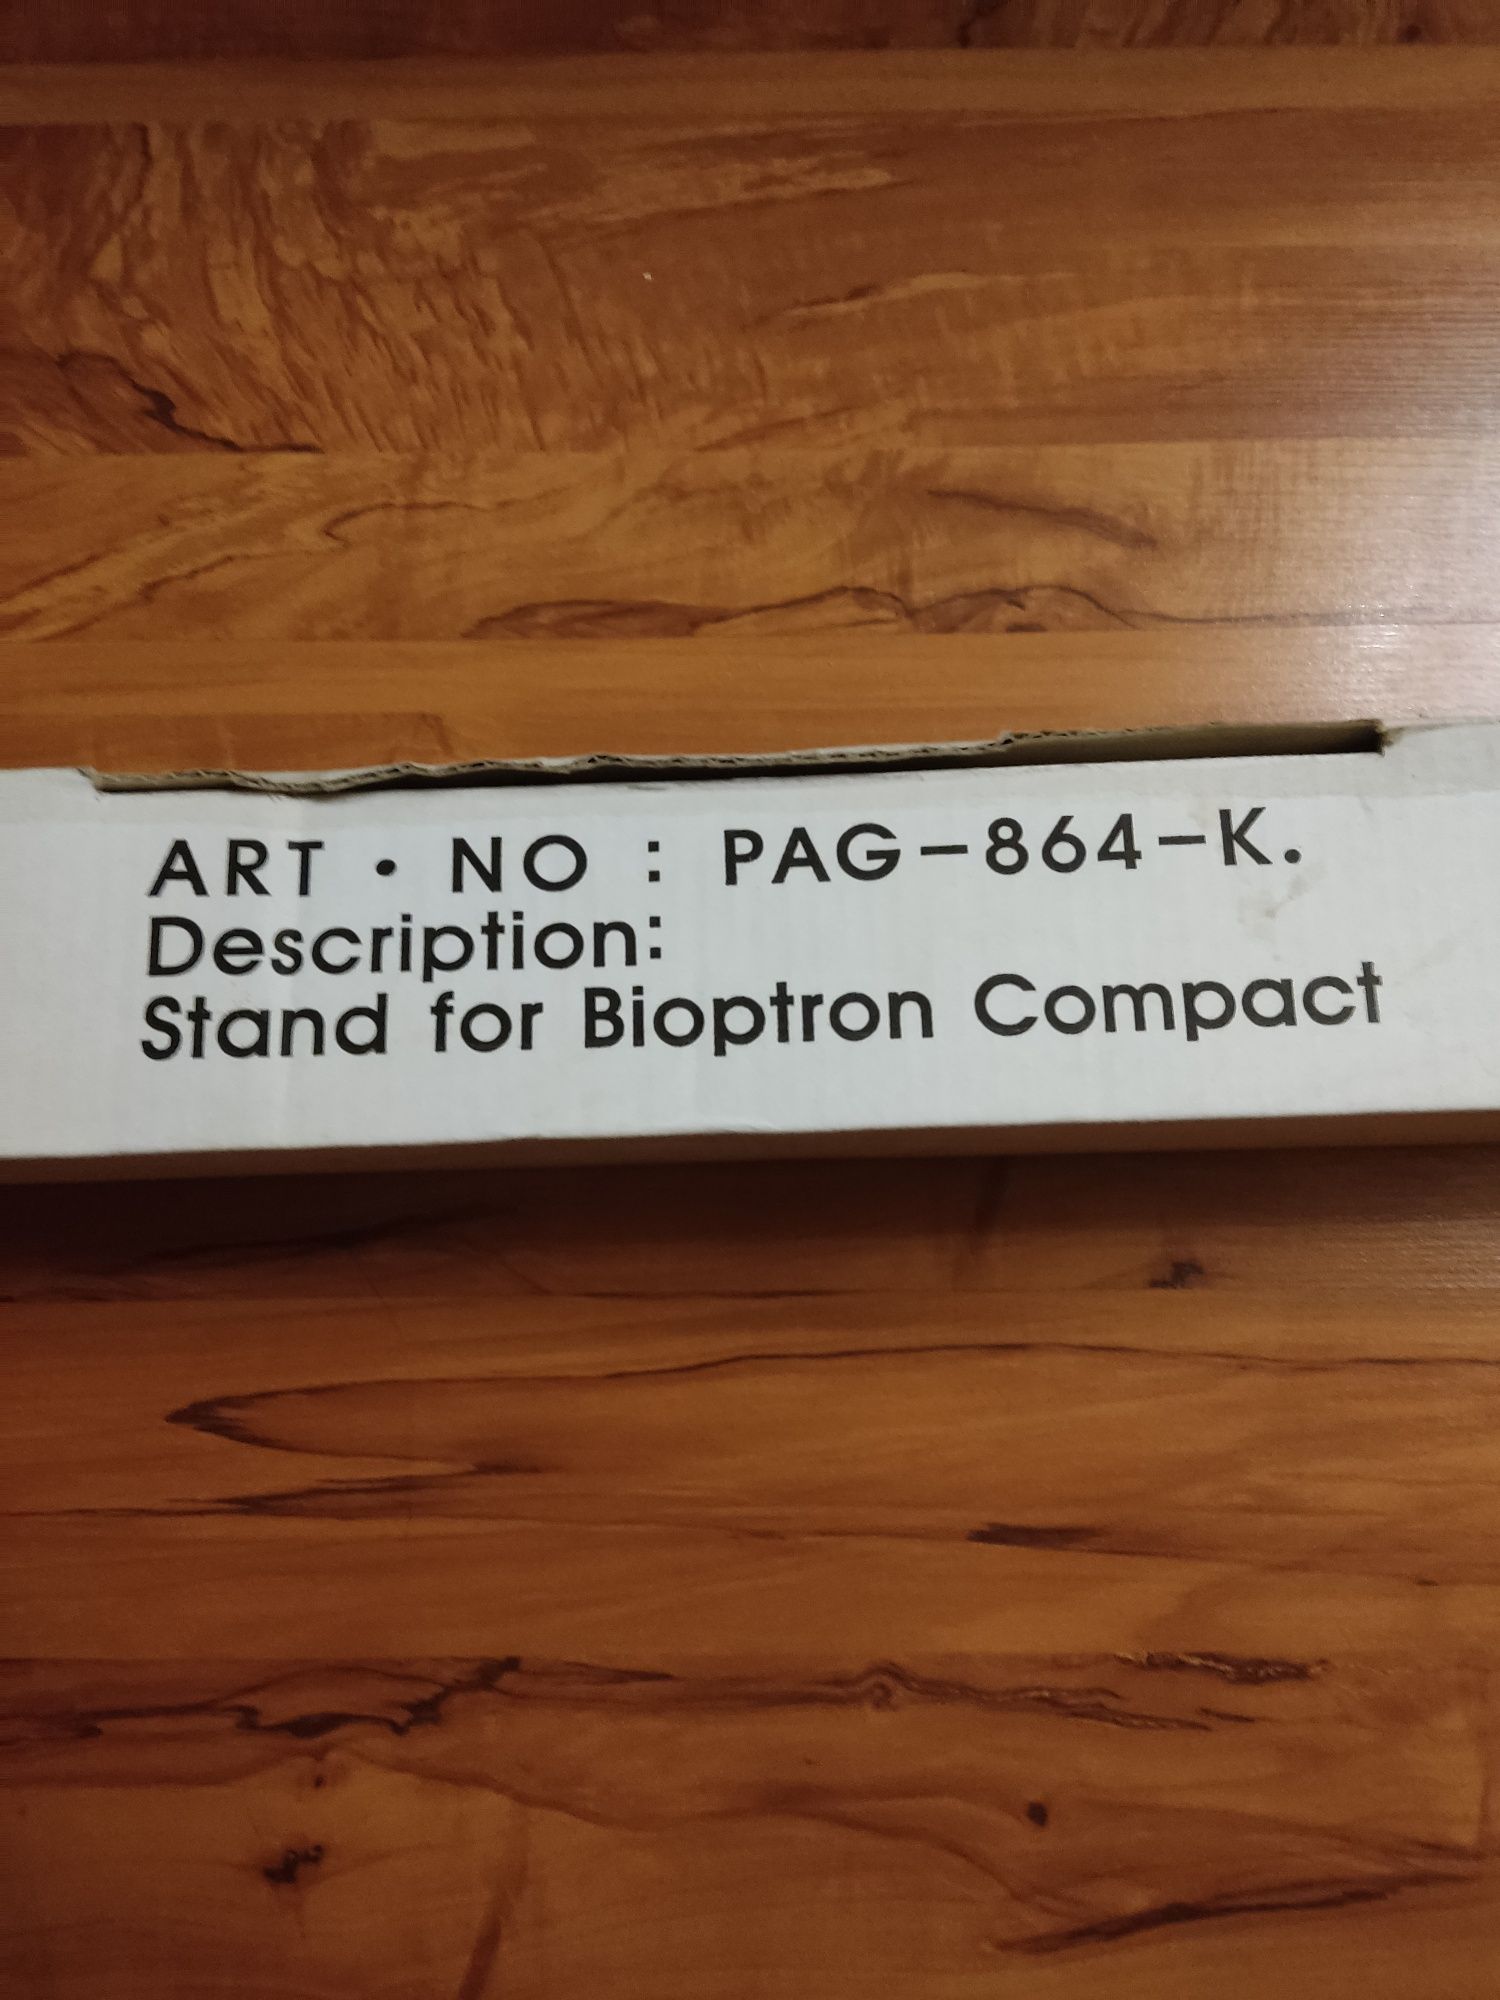 ART · NO : PAG-864-K.
Description:
Stand for Bioptron Compact